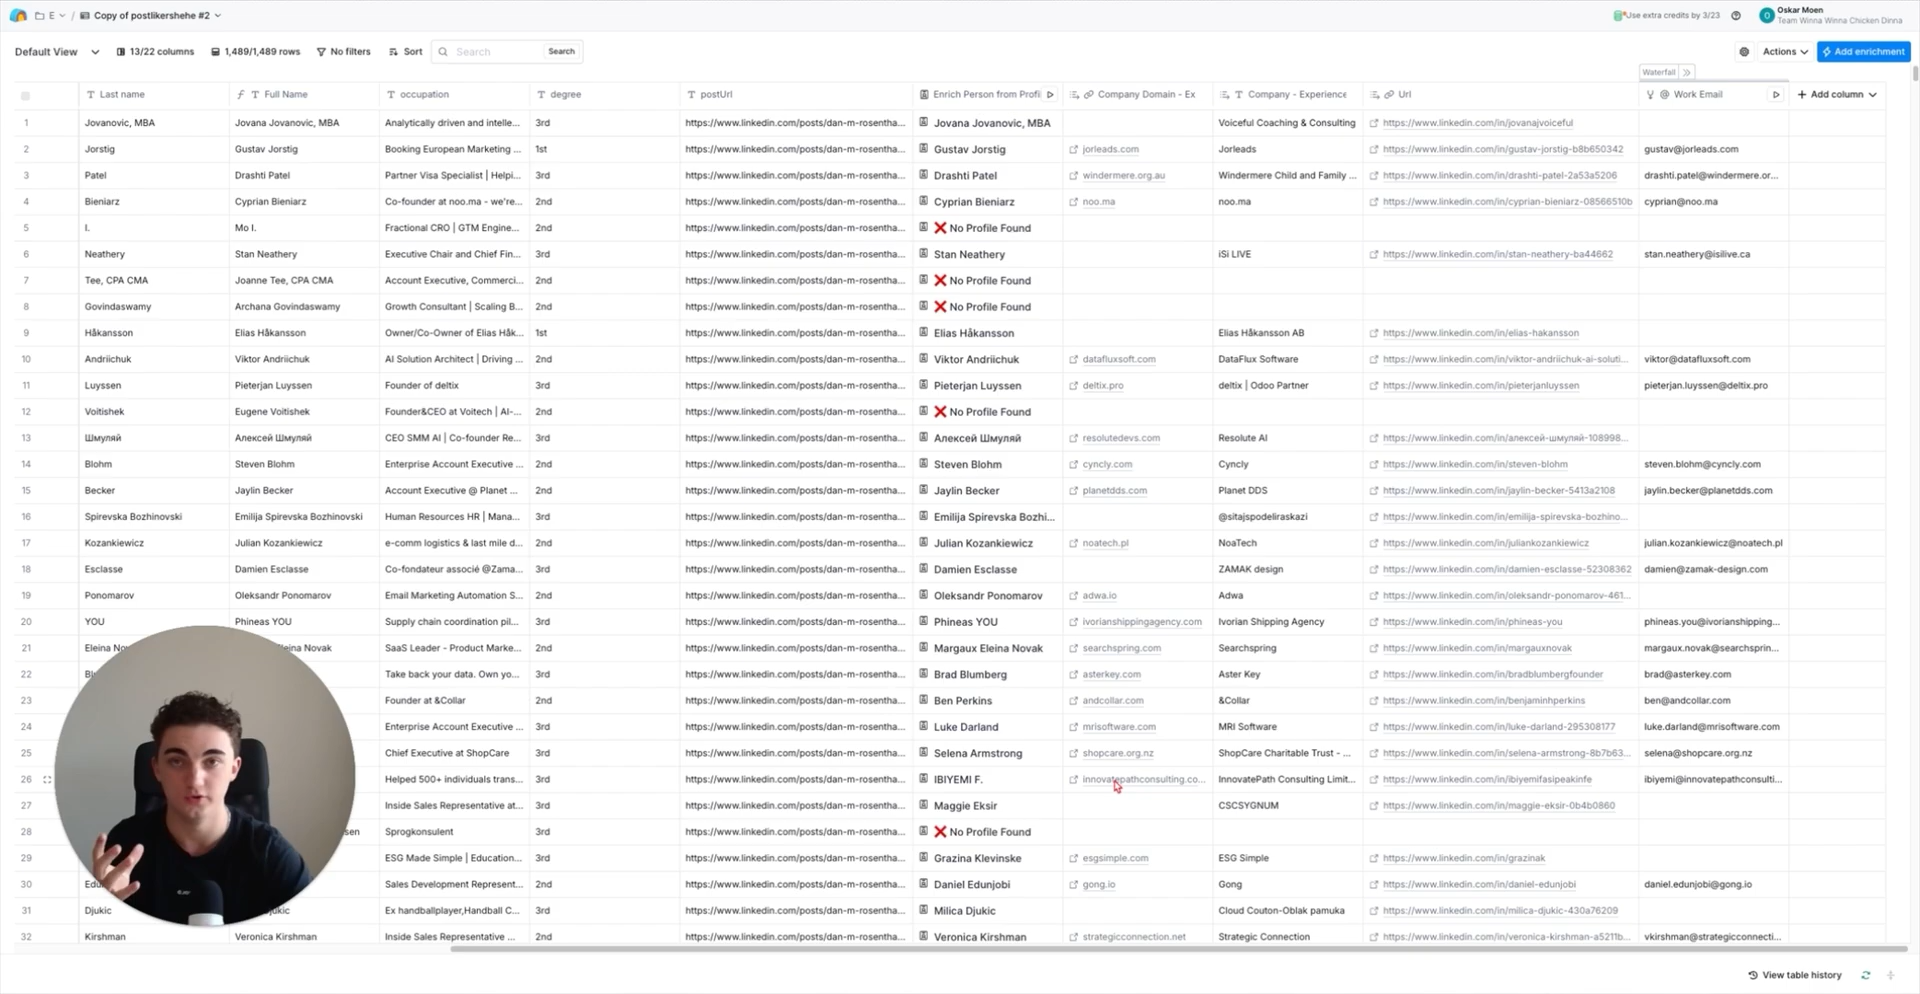 E / Copy of postlikershehe #2 Use extra credits by 3/23 O Oskar Moen
Team Winna Winna Chicken Dinna
Default View 13/22 columns 1,489/1,489 rows No filters Sort Search Search Actions Add enrichment
Waterfall
Last name Full Name occupation degree postUrl Enrich Person from Profi Company Domain - Ex Company - Experience Url Work Email Add column
1 Jovanovic, MBA Jovana Jovanovic, MBA Analytically driven and intelle... 3rd https://www.linkedin.com/posts/dan-m-rosentha... Jovana Jovanovic, MBA Voiceful Coaching & Consulting https://www.linkedin.com/in/jovanajvoiceful
2 Jorstig Gustav Jorstig Booking European Marketing ... 1st https://www.linkedin.com/posts/dan-m-rosentha... Gustav Jorstig jorleads.com Jorleads https://www.linkedin.com/in/gustav-jorstig-b8b650342 gustav@jorleads.com
3 Patel Drashti Patel Partner Visa Specialist | Helpi... 3rd https://www.linkedin.com/posts/dan-m-rosentha... Drashti Patel windermere.org.au Windermere Child and Family ... https://www.linkedin.com/in/drashti-patel-2a53a5206 drashti.patel@windermere.or...
4 Bieniarz Cyprian Bieniarz Co-founder at noo.ma - we're... 2nd https://www.linkedin.com/posts/dan-m-rosentha... Cyprian Bieniarz noo.ma noo.ma https://www.linkedin.com/in/cyprian-bieniarz-08566510b cyprian@noo.ma
5 I. Mo I. Fractional CRO | GTM Engine... 2nd https://www.linkedin.com/posts/dan-m-rosentha... ❌ No Profile Found
6 Neathery Stan Neathery Executive Chair and Chief Fin... 3rd https://www.linkedin.com/posts/dan-m-rosentha... Stan Neathery iSi LIVE https://www.linkedin.com/in/stan-neathery-ba44662 stan.neathery@isilive.ca
7 Tee, CPA CMA Joanne Tee, CPA CMA Account Executive, Commerci... 2nd https://www.linkedin.com/posts/dan-m-rosentha... ❌ No Profile Found
8 Govindaswamy Archana Govindaswamy Growth Consultant | Scaling B... 2nd https://www.linkedin.com/posts/dan-m-rosentha... ❌ No Profile Found
9 Håkansson Elias Håkansson Owner/Co-Owner of Elias Håk... 1st https://www.linkedin.com/posts/dan-m-rosentha... Elias Håkansson Elias Håkansson AB https://www.linkedin.com/in/elias-hakansson
10 Andriichuk Viktor Andriichuk AI Solution Architect | Driving ... 2nd https://www.linkedin.com/posts/dan-m-rosentha... Viktor Andriichuk datafluxsoft.com DataFlux Software https://www.linkedin.com/in/viktor-andriichuk-ai-soluti... viktor@datafluxsoft.com
11 Luyssen Pieterjan Luyssen Founder of deltix 3rd https://www.linkedin.com/posts/dan-m-rosentha... Pieterjan Luyssen deltix.pro deltix | Odoo Partner https://www.linkedin.com/in/pieterjanluyssen pieterjan.luyssen@deltix.pro
12 Voitishek Eugene Voitishek Founder&CEO at Voitech | AI-... 2nd https://www.linkedin.com/posts/dan-m-rosentha... ❌ No Profile Found
13 Шмуляй Алексей Шмуляй CEO SMM AI | Co-founder Re... 3rd https://www.linkedin.com/posts/dan-m-rosentha... Алексей Шмуляй resolutedevs.com Resolute AI https://www.linkedin.com/in/алексей-шмуляй-108998...
14 Blohm Steven Blohm Enterprise Account Executive ... 2nd https://www.linkedin.com/posts/dan-m-rosentha... Steven Blohm cyncly.com Cyncly https://www.linkedin.com/in/steven-blohm steven.blohm@cyncly.com
15 Becker Jaylin Becker Account Executive @ Planet ... 2nd https://www.linkedin.com/posts/dan-m-rosentha... Jaylin Becker planetdds.com Planet DDS https://www.linkedin.com/in/jaylin-becker-5413a2108 jaylin.becker@planetdds.com
16 Spirevska Bozhinovski Emilija Spirevska Bozhinovski Human Resources HR | Mana... 3rd https://www.linkedin.com/posts/dan-m-rosentha... Emilija Spirevska Bozhi... @sitajspodeliraskazi https://www.linkedin.com/in/emilija-spirevska-bozhino...
17 Kozankiewicz Julian Kozankiewicz e-comm logistics & last mile d... 2nd https://www.linkedin.com/posts/dan-m-rosentha... Julian Kozankiewicz noatech.pl NoaTech https://www.linkedin.com/in/juliankozankiewicz julian.kozankiewicz@noatech.pl
18 Esclasse Damien Esclasse Co-fondateur associé @Zama... 3rd https://www.linkedin.com/posts/dan-m-rosentha... Damien Esclasse ZAMAK design https://www.linkedin.com/in/damien-esclasse-52308362 damien@zamak-design.com
19 Ponomarov Oleksandr Ponomarov Email Marketing Automation S... 2nd https://www.linkedin.com/posts/dan-m-rosentha... Oleksandr Ponomarov adwa.io Adwa https://www.linkedin.com/in/oleksandr-ponomarov-461...
20 YOU Phineas YOU Supply chain coordination pil... 3rd https://www.linkedin.com/posts/dan-m-rosentha... Phineas YOU ivorianshippingagency.com Ivorian Shipping Agency https://www.linkedin.com/in/phineas-you phineas.you@ivorianshipping...
21 Eleina Nov eina Novak SaaS Leader - Product Marke... 2nd https://www.linkedin.com/posts/dan-m-rosentha... Margaux Eleina Novak searchspring.com Searchspring https://www.linkedin.com/in/margauxnovak margaux.novak@searchsprin...
22 Bl Take back your data. Own yo... 3rd https://www.linkedin.com/posts/dan-m-rosentha... Brad Blumberg asterkey.com Aster Key https://www.linkedin.com/in/bradblumbergfounder brad@asterkey.com
23 Founder at &Collar 2nd https://www.linkedin.com/posts/dan-m-rosentha... Ben Perkins andcollar.com &Collar https://www.linkedin.com/in/benjaminhperkins ben@andcollar.com
24 Enterprise Account Executive ... 3rd https://www.linkedin.com/posts/dan-m-rosentha... Luke Darland mrisoftware.com MRI Software https://www.linkedin.com/in/luke-darland-295308177 luke.darland@mrisoftware.com
25 Chief Executive at ShopCare 3rd https://www.linkedin.com/posts/dan-m-rosentha... Selena Armstrong shopcare.org.nz ShopCare Charitable Trust - ... https://www.linkedin.com/in/selena-armstrong-8b7b63... selena@shopcare.org.nz
26 Helped 500+ individuals trans... 3rd https://www.linkedin.com/posts/dan-m-rosentha... IBIYEMI F. innovatepathconsulting.co... InnovatePath Consulting Limit... https://www.linkedin.com/in/ibiyemifasipeakinfe ibiyemi@innovatepathconsulti...
27 Inside Sales Representative at... 3rd https://www.linkedin.com/posts/dan-m-rosentha... Maggie Eksir CSCSYGNUM https://www.linkedin.com/in/maggie-eksir-0b4b0860
28 sen Sprogkonsulent 3rd https://www.linkedin.com/posts/dan-m-rosentha... ❌ No Profile Found
29 ESG Made Simple | Education... 3rd https://www.linkedin.com/posts/dan-m-rosentha... Grazina Klevinske esgsimple.com ESG Simple https://www.linkedin.com/in/grazinak
30 Edu Sales Development Represent... 2nd https://www.linkedin.com/posts/dan-m-rosentha... Daniel Edunjobi gong.io Gong https://www.linkedin.com/in/daniel-edunjobi daniel.edunjobi@gong.io
31 Djukic jukic Ex handballplayer,Handball C... 3rd https://www.linkedin.com/posts/dan-m-rosentha... Milica Djukic Cloud Couton-Oblak pamuka https://www.linkedin.com/in/milica-djukic-430a76209
32 Kirshman Veronica Kirshman Inside Sales Representative ... 2nd https://www.linkedin.com/posts/dan-m-rosentha... Veronica Kirshman strategicconnection.net Strategic Connection https://www.linkedin.com/in/veronica-kirshman-a5211b... vkirshman@strategicconnecti...
View table history